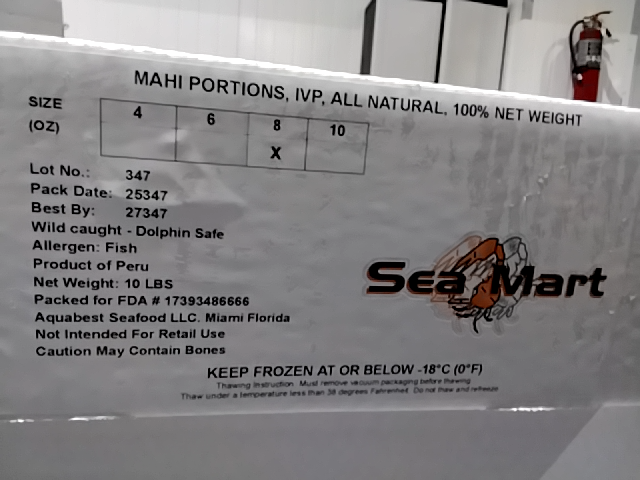 MAHI PORTIONS, IVP, ALL NATURAL, 100% NET WEIGHT
SIZE (OZ) 4 6 8 10
X
Lot No.: 347
Pack Date: 25347
Best By: 27347
Wild caught - Dolphin Safe
Allergen: Fish
Product of Peru
Net Weight: 10 LBS
Packed for FDA # 17393486666
Aquabest Seafood LLC. Miami Florida
Not Intended For Retail Use
Caution May Contain Bones
Sea Mart
KEEP FROZEN AT OR BELOW -18°C (0°F)
Thawing Instruction: Must remove vacuum packaging before thawing
Thaw under a temperature less than 38 degrees Fahrenheit. Do not thaw and refreeze